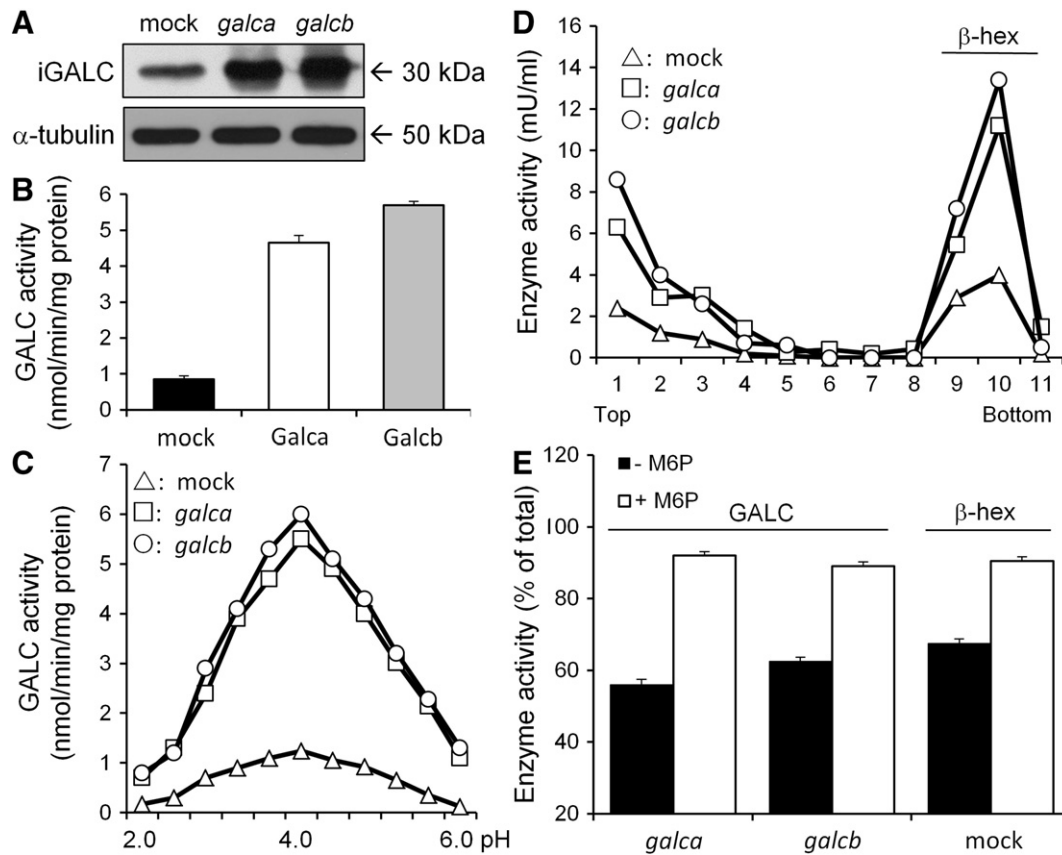 A
mock galca galcb
iGALC ← 30 kDa
α-tubulin ← 50 kDa
B
GALC activity
(nmol/min/mg protein)
6
5
4
3
2
1
0
mock Galca Galcb
C
△: mock
□: galca
○: galcb
GALC activity
(nmol/min/mg protein)
7
6
5
4
3
2
1
0
2.0 4.0 6.0 pH
D
β-hex
△: mock
□: galca
○: galcb
Enzyme activity (mU/ml)
16
14
12
10
8
6
4
2
0
1 2 3 4 5 6 7 8 9 10 11
Top Bottom
E
■ - M6P
□ + M6P
GALC β-hex
Enzyme activity (% of total)
120
100
80
60
40
20
galca galcb mock